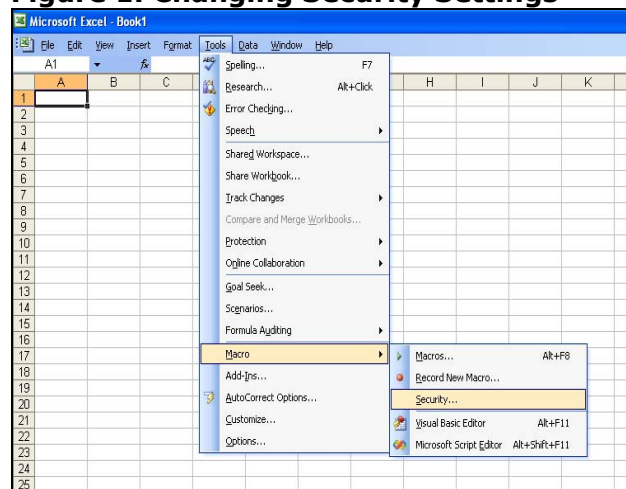 Figure 1: Changing Security Settings
Microsoft Excel - Book1
File Edit View Insert Format Tools Data Window Help
A1 fx
A B C H I J K
Spelling... F7
Research... Alt+Click
Error Checking...
Speech
Shared Workspace...
Share Workbook...
Track Changes
Compare and Merge Workbooks...
Protection
Online Collaboration
Goal Seek...
Scenarios...
Formula Auditing
Macro
Add-Ins...
AutoCorrect Options...
Customize...
Options...
Macros... Alt+F8
Record New Macro...
Security...
Visual Basic Editor Alt+F11
Microsoft Script Editor Alt+Shift+F11
1
2
3
4
5
6
7
8
9
10
11
12
13
14
15
16
17
18
19
20
21
22
23
24
25